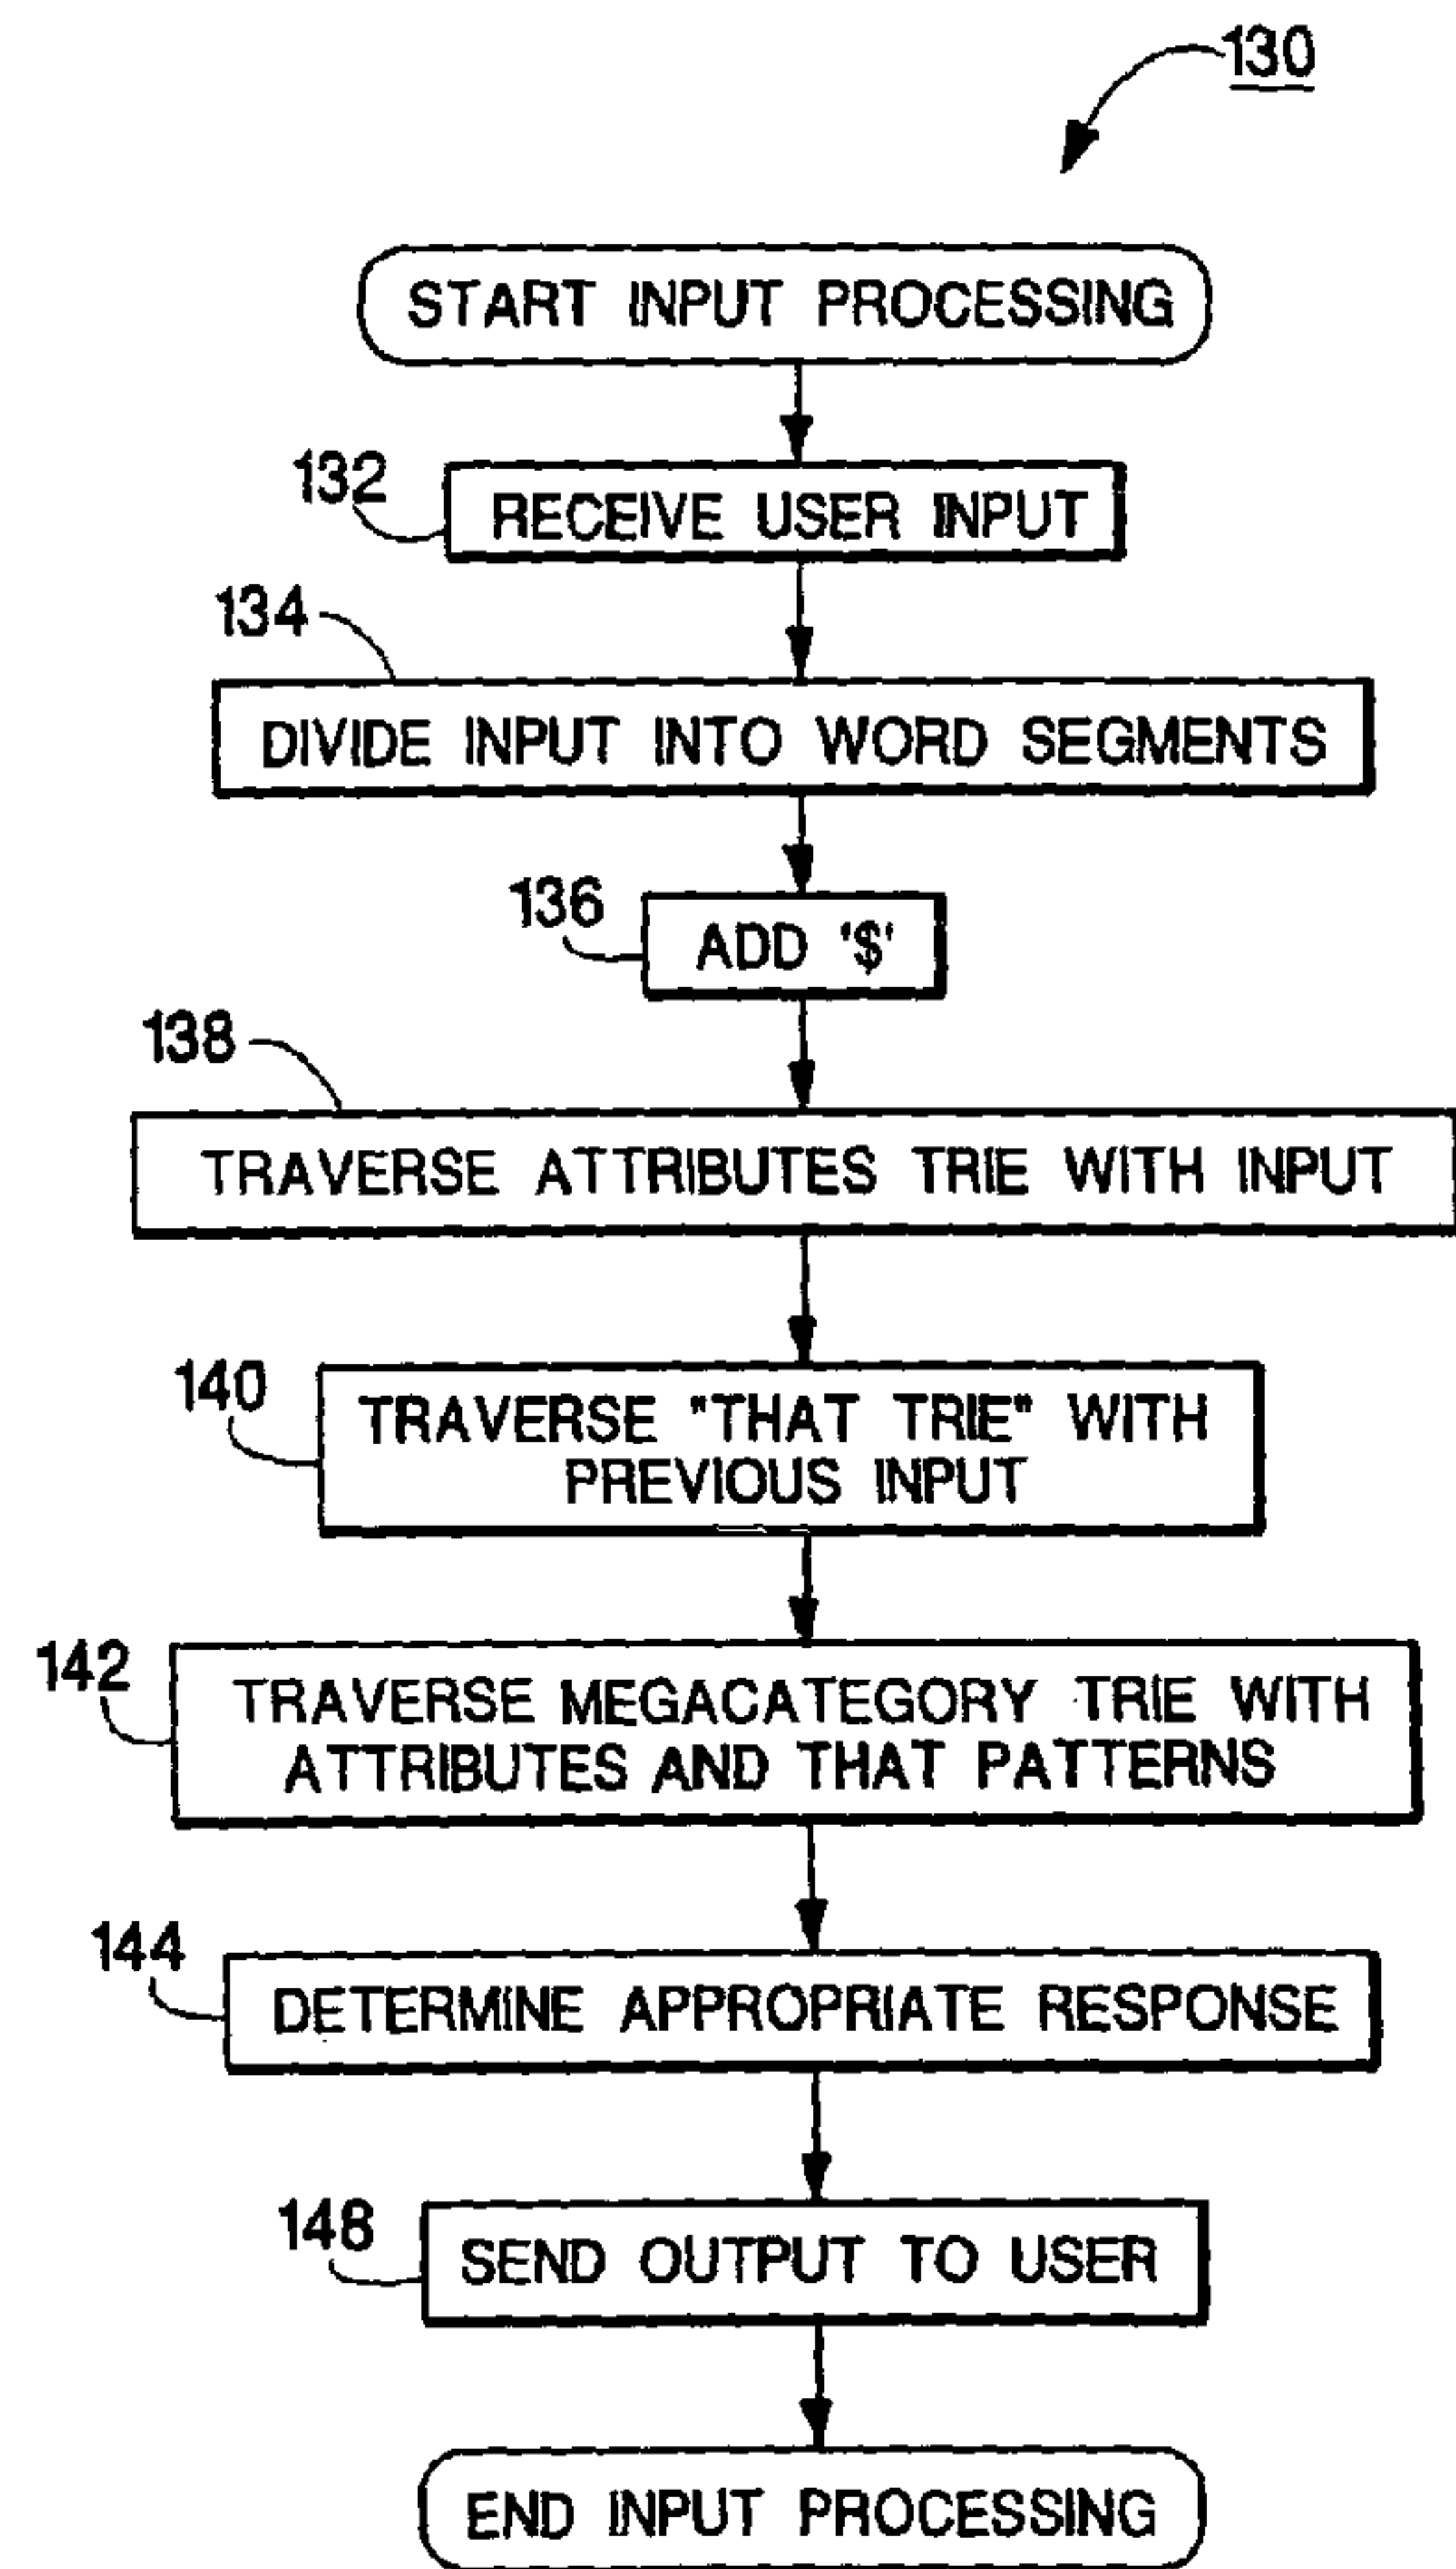 130
START INPUT PROCESSING
132
RECEIVE USER INPUT
134
DIVIDE INPUT INTO WORD SEGMENTS
136
ADD '$'
138
TRAVERSE ATTRIBUTES TRIE WITH INPUT
140
TRAVERSE "THAT TRIE" WITH
PREVIOUS INPUT
142
TRAVERSE MEGACATEGORY TRIE WITH
ATTRIBUTES AND THAT PATTERNS
144
DETERMINE APPROPRIATE RESPONSE
148
SEND OUTPUT TO USER
END INPUT PROCESSING